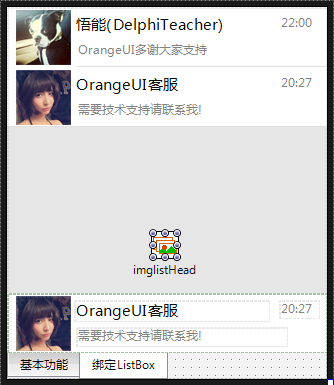 悟能(DelphiTeacher) 22:00
OrangeUI多谢大家支持
OrangeUI客服 20:27
需要技术支持请联系我!
imglistHead
OrangeUI客服 20:27
需要技术支持请联系我!
基本功能 绑定ListBox